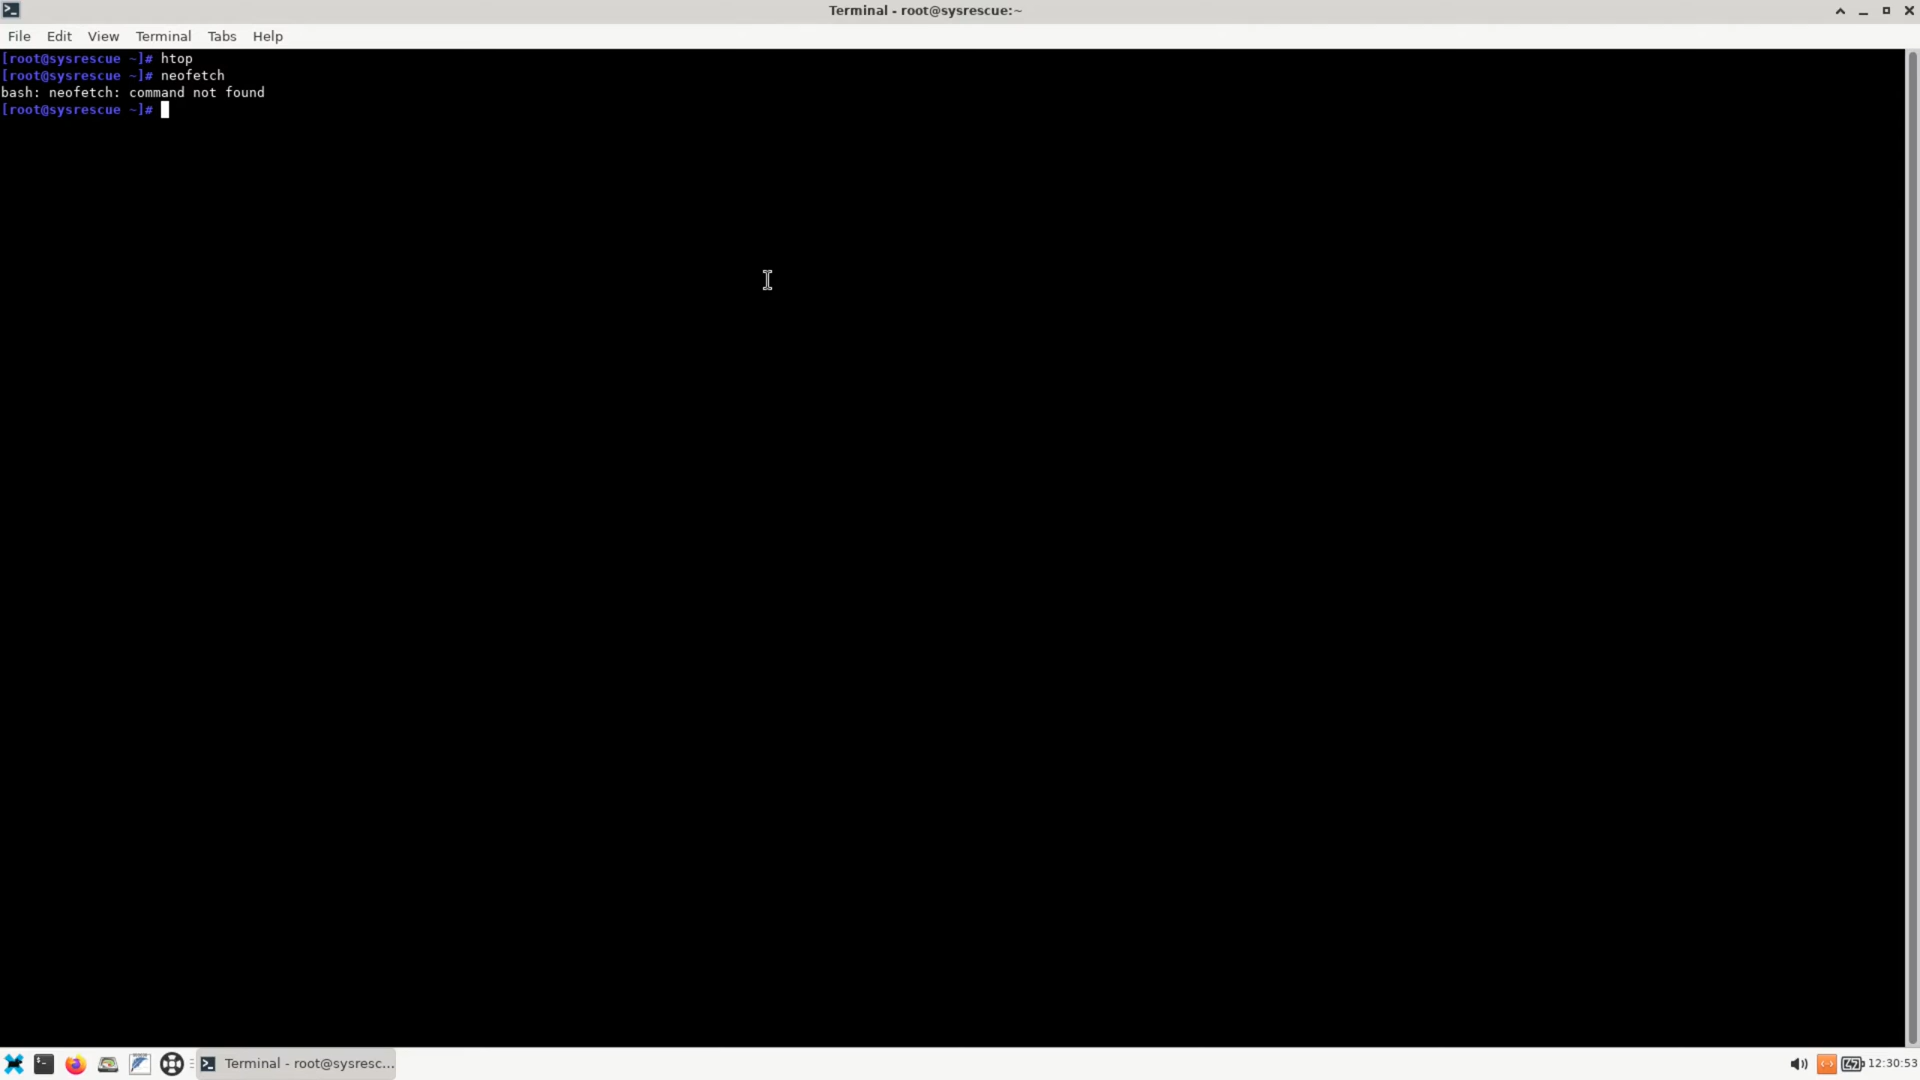 Terminal - root@sysrescue:~
File Edit View Terminal Tabs Help
[root@sysrescue ~]# htop
[root@sysrescue ~]# neofetch
bash: neofetch: command not found
[root@sysrescue ~]#
Terminal - root@sysresc... 12:30:53